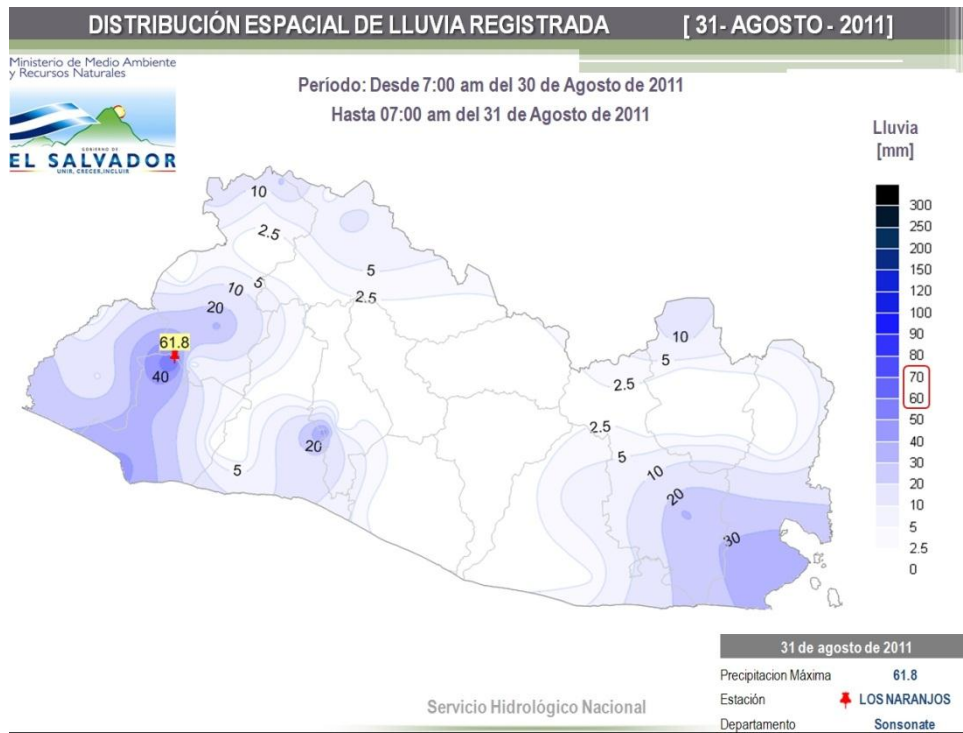 DISTRIBUCIÓN ESPACIAL DE LLUVIA REGISTRADA [ 31- AGOSTO - 2011]
Ministerio de Medio Ambiente
y Recursos Naturales
GOBIERNO DE
EL SALVADOR
UNIR, CRECER, INCLUIR
Período: Desde 7:00 am del 30 de Agosto de 2011
Hasta 07:00 am del 31 de Agosto de 2011
Lluvia
[mm]
300
250
200
150
120
100
90
80
70
60
50
40
30
20
10
5
2.5
0
10
2.5
5
2.5
10
5
20
61.8
40
20
5
10
5
2.5
2.5
5
10
20
30
31 de agosto de 2011
Precipitacion Máxima 61.8
Estación LOS NARANJOS
Departamento Sonsonate
Servicio Hidrológico Nacional